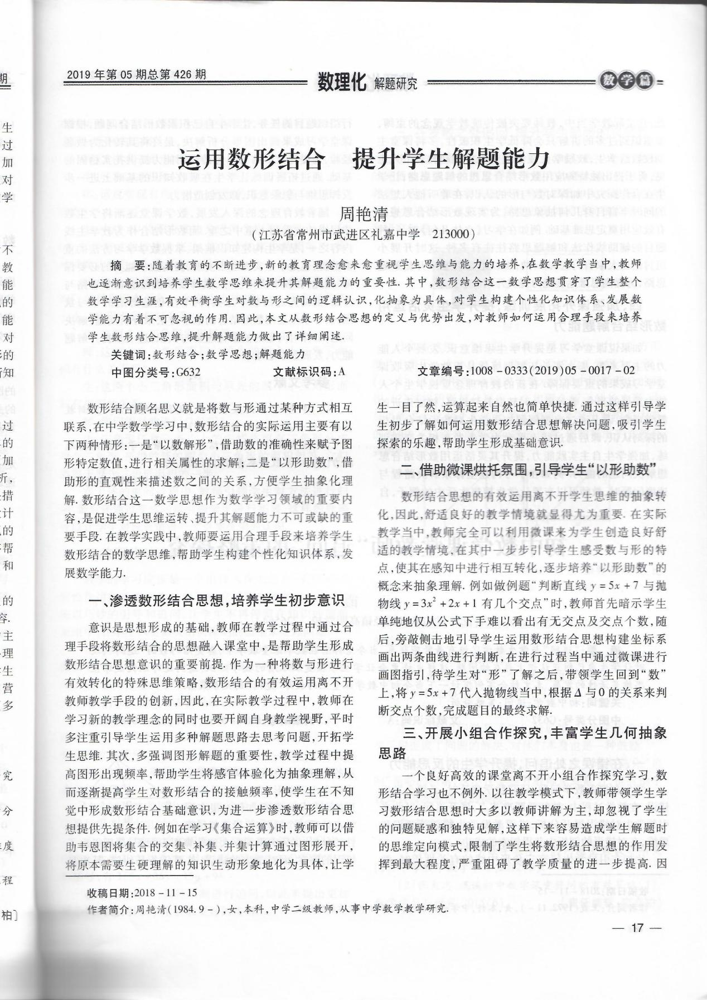 2019年第05期总第426期
数理化 解题研究
数学篇
运用数形结合 提升学生解题能力
周艳清
(江苏省常州市武进区礼嘉中学 213000)
摘 要:随着教育的不断进步,新的教育理念愈来愈重视学生思维与能力的培养,在数学教学当中,教师
也逐渐意识到培养学生数学思维来提升其解题能力的重要性.其中,数形结合这一数学思想贯穿了学生整个
数学学习生涯,有效平衡学生对数与形之间的逻辑认识,化抽象为具体,对学生构建个性化知识体系、发展数
学能力有着不可忽视的作用.因此,本文从数形结合思想的定义与优势出发,对教师如何运用合理手段来培养
学生数形结合思维,提升解题能力做出了详细阐述.
关键词:数形结合;数学思想;解题能力
中图分类号:G632 文献标识码:A 文章编号:1008-0333(2019)05-0017-02
数形结合顾名思义就是将数与形通过某种方式相互
联系,在中学数学学习中,数形结合的实际运用主要有以
下两种情形:一是“以数解形”,借助数的准确性来赋予图
形特定数值,进行相关属性的求解;二是“以形助数”,借
助形的直观性来描述数之间的关系,方便学生抽象化理
解.数形结合这一数学思想作为数学学习领域的重要内
容,是促进学生思维运转、提升其解题能力不可或缺的重
要手段.在教学实践中,教师要运用合理手段来培养学生
数形结合的数学思维,帮助学生构建个性化知识体系,发
展数学能力.
一、渗透数形结合思想,培养学生初步意识
意识是思想形成的基础,教师在教学过程中通过合
理手段将数形结合的思想融入课堂中,是帮助学生形成
数形结合思想意识的重要前提.作为一种将数与形进行
有效转化的特殊思维策略,数形结合的有效运用离不开
教师教学手段的创新,因此,在实际教学过程中,教师在
学习新的教学理念的同时也要开阔自身教学视野,平时
多注重引导学生运用多种解题思路去思考问题,开拓学
生思维.其次,多强调图形解题的重要性,教学过程中提
高图形出现频率,帮助学生将感官体验化为抽象理解,从
而逐渐提高学生对数形结合的接触频率,使学生在不知
觉中形成数形结合基础意识,为进一步渗透数形结合思
想提供先提条件.例如在学习《集合运算》时,教师可以借
助韦恩图将集合的交集、补集、并集计算通过图形展开,
将原本需要生硬理解的知识生动形象地化为具体,让学
生一目了然,运算起来自然也简单快捷.通过这样引导学
生初步了解如何运用数形结合思想解决问题,吸引学生
探索的乐趣,帮助学生形成基础意识.
二、借助微课烘托氛围,引导学生“以形助数”
数形结合思想的有效运用离不开学生思维的抽象转
化,因此,舒适良好的教学情境就显得尤为重要.在实际
教学当中,教师完全可以利用微课来为学生创造良好舒
适的教学情境,在其中一步步引导学生感受数与形的特
点,使其在感知中进行相互转化,逐步培养“以形助数”的
概念来抽象理解.例如做例题“判断直线y=5x+7与抛
物线y=3x²+2x+1有几个交点”时,教师首先暗示学生
单纯地仅从公式下手难以看出有无交点及交点个数,随
后,旁敲侧击地引导学生运用数形结合思想构建坐标系
画出两条曲线进行判断,在进行过程当中通过微课进行
画图指引,待学生对“形”了解之后,带领学生回到“数”
上,将y=5x+7代入抛物线当中,根据Δ与0的关系来判
断交点个数,完成题目的最终求解.
三、开展小组合作探究,丰富学生几何抽象
思路
一个良好高效的课堂离不开小组合作探究学习,数
形结合学习也不例外.以往教学模式下,教师带领学生学
习数形结合思想时大多以教师讲解为主,却忽视了学生
的问题疑惑和独特见解,这样下来容易造成学生解题时
的思维定向模式,限制了学生将数形结合思想的作用发
挥到最大程度,严重阻碍了教学质量的进一步提高.因
收稿日期:2018-11-15
作者简介:周艳清(1984.9-),女,本科,中学二级教师,从事中学数学教学研究.
— 17 —